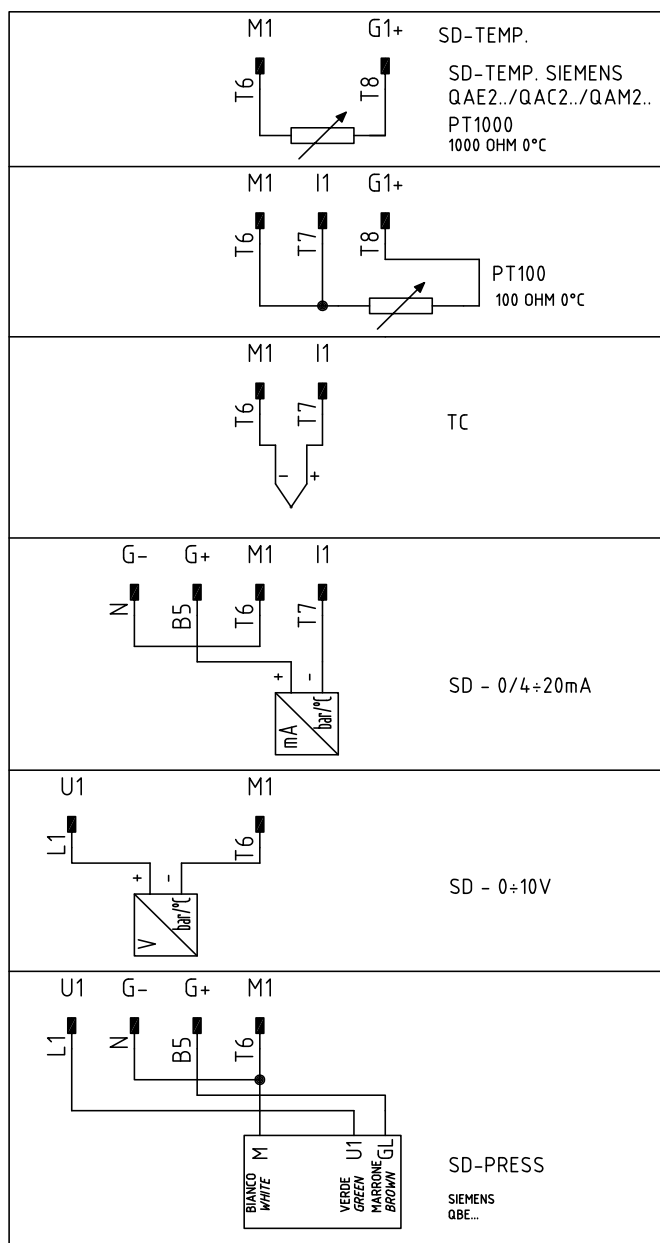 M1 G1+ SD-TEMP.
T6 T8 SD-TEMP. SIEMENS
QAE2../QAC2../QAM2..
PT1000
1000 OHM 0°C
M1 I1 G1+
T6 T7 T8
PT100
100 OHM 0°C
M1 I1
T6 T7
TC
- +
G- G+ M1 I1
N B5 T6 T7
+ -
SD - 0/4÷20mA
mA bar/°C
U1 M1
L1 T6
+ -
SD - 0÷10V
V bar/°C
U1 G- G+ M1
L1 N B5 T6
M U1 GL
BIANCO VERDE MARRONE
WHITE GREEN BROWN
SD-PRESS
SIEMENS
QBE...